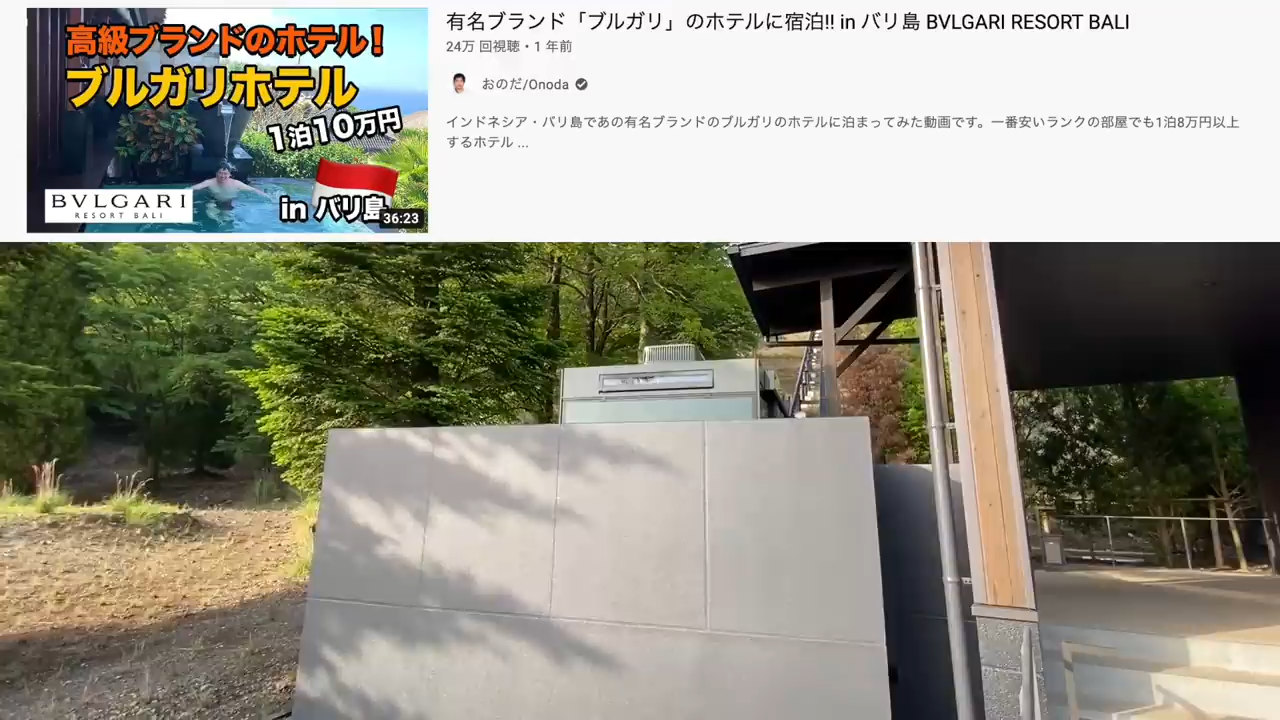 高級ブランドのホテル！
ブルガリホテル
1泊10万円
BVLGARI
RESORT BALI
in バリ島
36:23
有名ブランド「ブルガリ」のホテルに宿泊!! in バリ島 BVLGARI RESORT BALI
24万 回視聴・1 年前
おのだ/Onoda
インドネシア・バリ島であの有名ブランドのブルガリのホテルに泊まってみた動画です。一番安いランクの部屋でも1泊8万円以上
するホテル ...